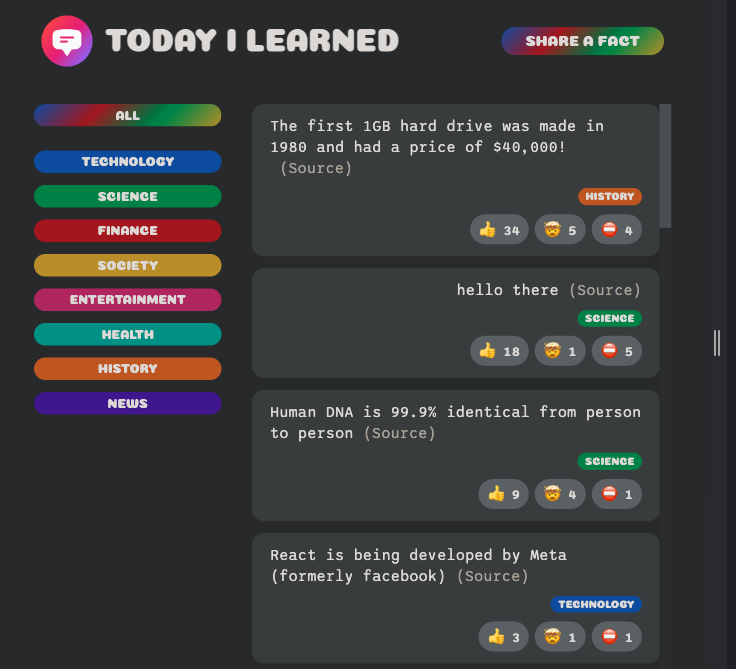 TODAY I LEARNED
SHARE A FACT
ALL
TECHNOLOGY
SCIENCE
FINANCE
SOCIETY
ENTERTAINMENT
HEALTH
HISTORY
NEWS
The first 1GB hard drive was made in
1980 and had a price of $40,000!
(Source)
HISTORY
👍 34 🤯 5 ⛔ 4
hello there (Source)
SCIENCE
👍 18 🤯 1 ⛔ 5
Human DNA is 99.9% identical from person
to person (Source)
SCIENCE
👍 9 🤯 4 ⛔ 1
React is being developed by Meta
(formerly facebook) (Source)
TECHNOLOGY
👍 3 🤯 1 ⛔ 1